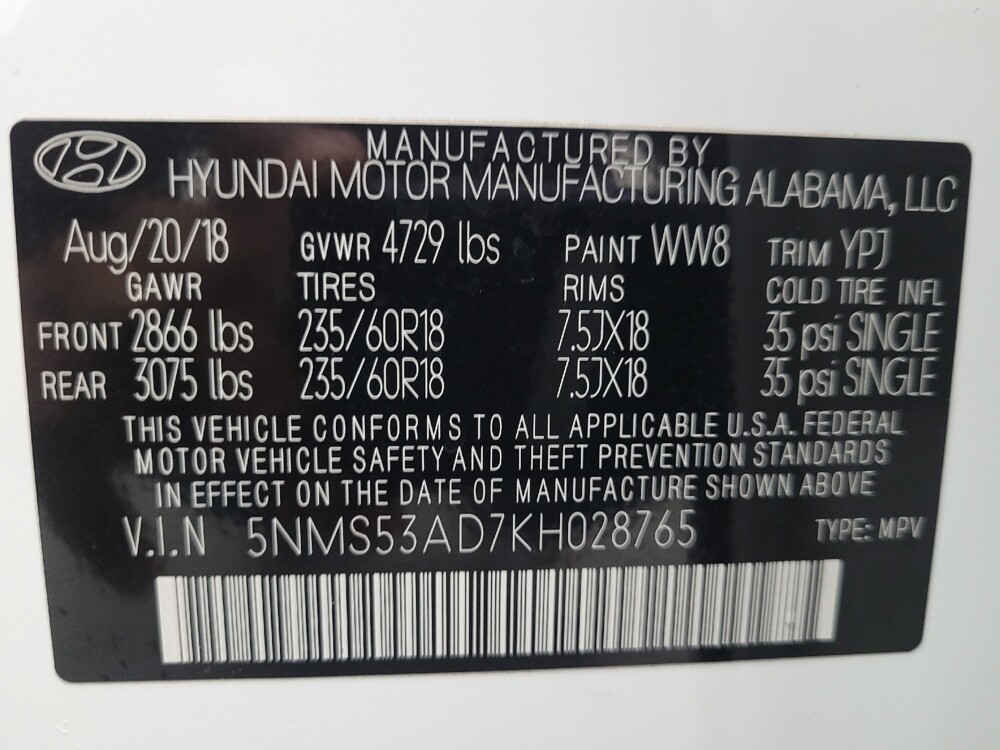 MANUFACTURED BY
HYUNDAI MOTOR MANUFACTURING ALABAMA, LLC
Aug/20/18 GVWR 4729 lbs PAINT WW8 TRIM YPJ
GAWR TIRES RIMS COLD TIRE INFL
FRONT 2866 lbs 235/60R18 7.5JX18 35 psi SINGLE
REAR 3075 lbs 235/60R18 7.5JX18 35 psi SINGLE
THIS VEHICLE CONFORMS TO ALL APPLICABLE U.S.A. FEDERAL
MOTOR VEHICLE SAFETY AND THEFT PREVENTION STANDARDS
IN EFFECT ON THE DATE OF MANUFACTURE SHOWN ABOVE
V.I.N 5NMS53AD7KH028765 TYPE: MPV